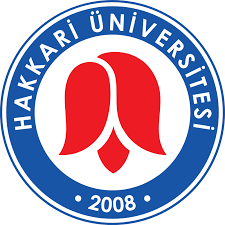 HAKKARİ ÜNİVERSİTESİ
• 2008 •